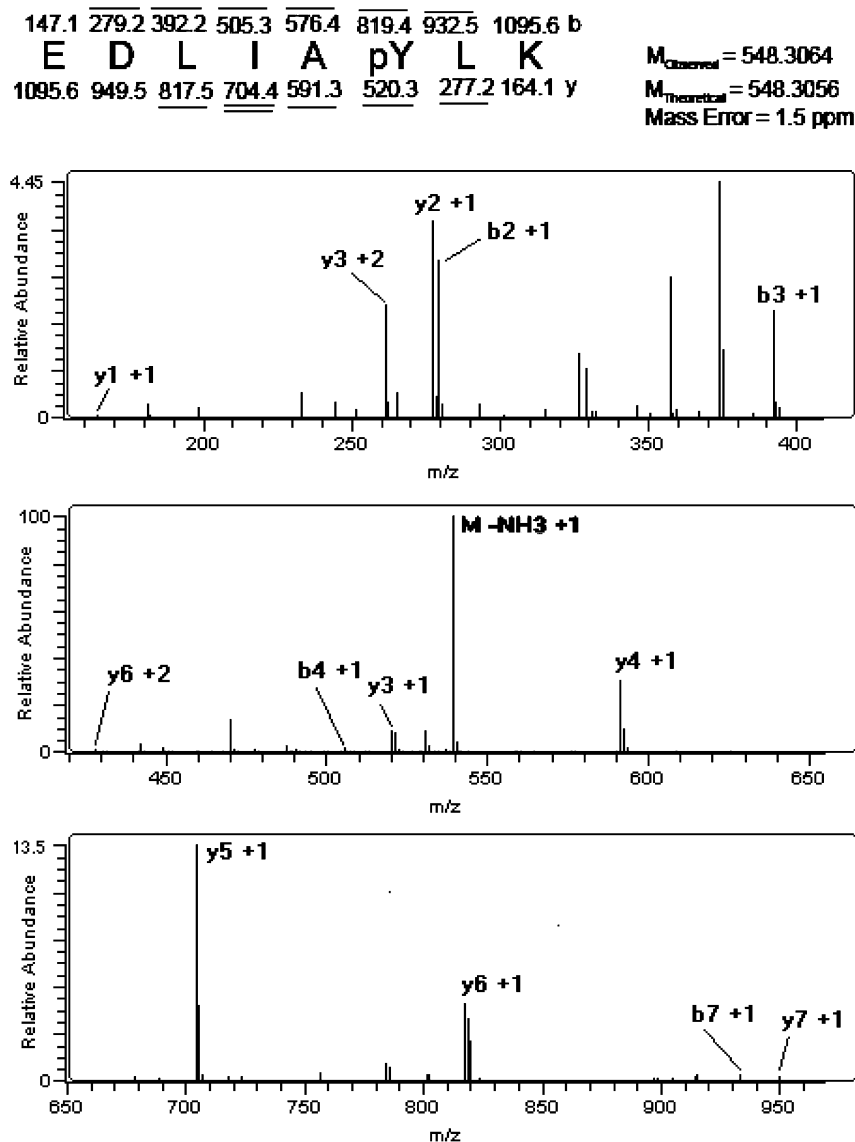 147.1 279.2 392.2 505.3 576.4 819.4 932.5 1095.6 b
E D L I A pY L K
1095.6 949.5 817.5 704.4 591.3 520.3 277.2 164.1 y
M Observed = 548.3064
M Theoretical = 548.3056
Mass Error = 1.5 ppm
4.45
Relative Abundance
0
y1 +1
y3 +2
y2 +1
b2 +1
b3 +1
200 250 300 350 400
m/z
100
Relative Abundance
0
y6 +2
b4 +1
y3 +1
M -NH3 +1
y4 +1
450 500 550 600 650
m/z
13.5
Relative Abundance
0
y5 +1
y6 +1
b7 +1
y7 +1
650 700 750 800 850 900 950
m/z